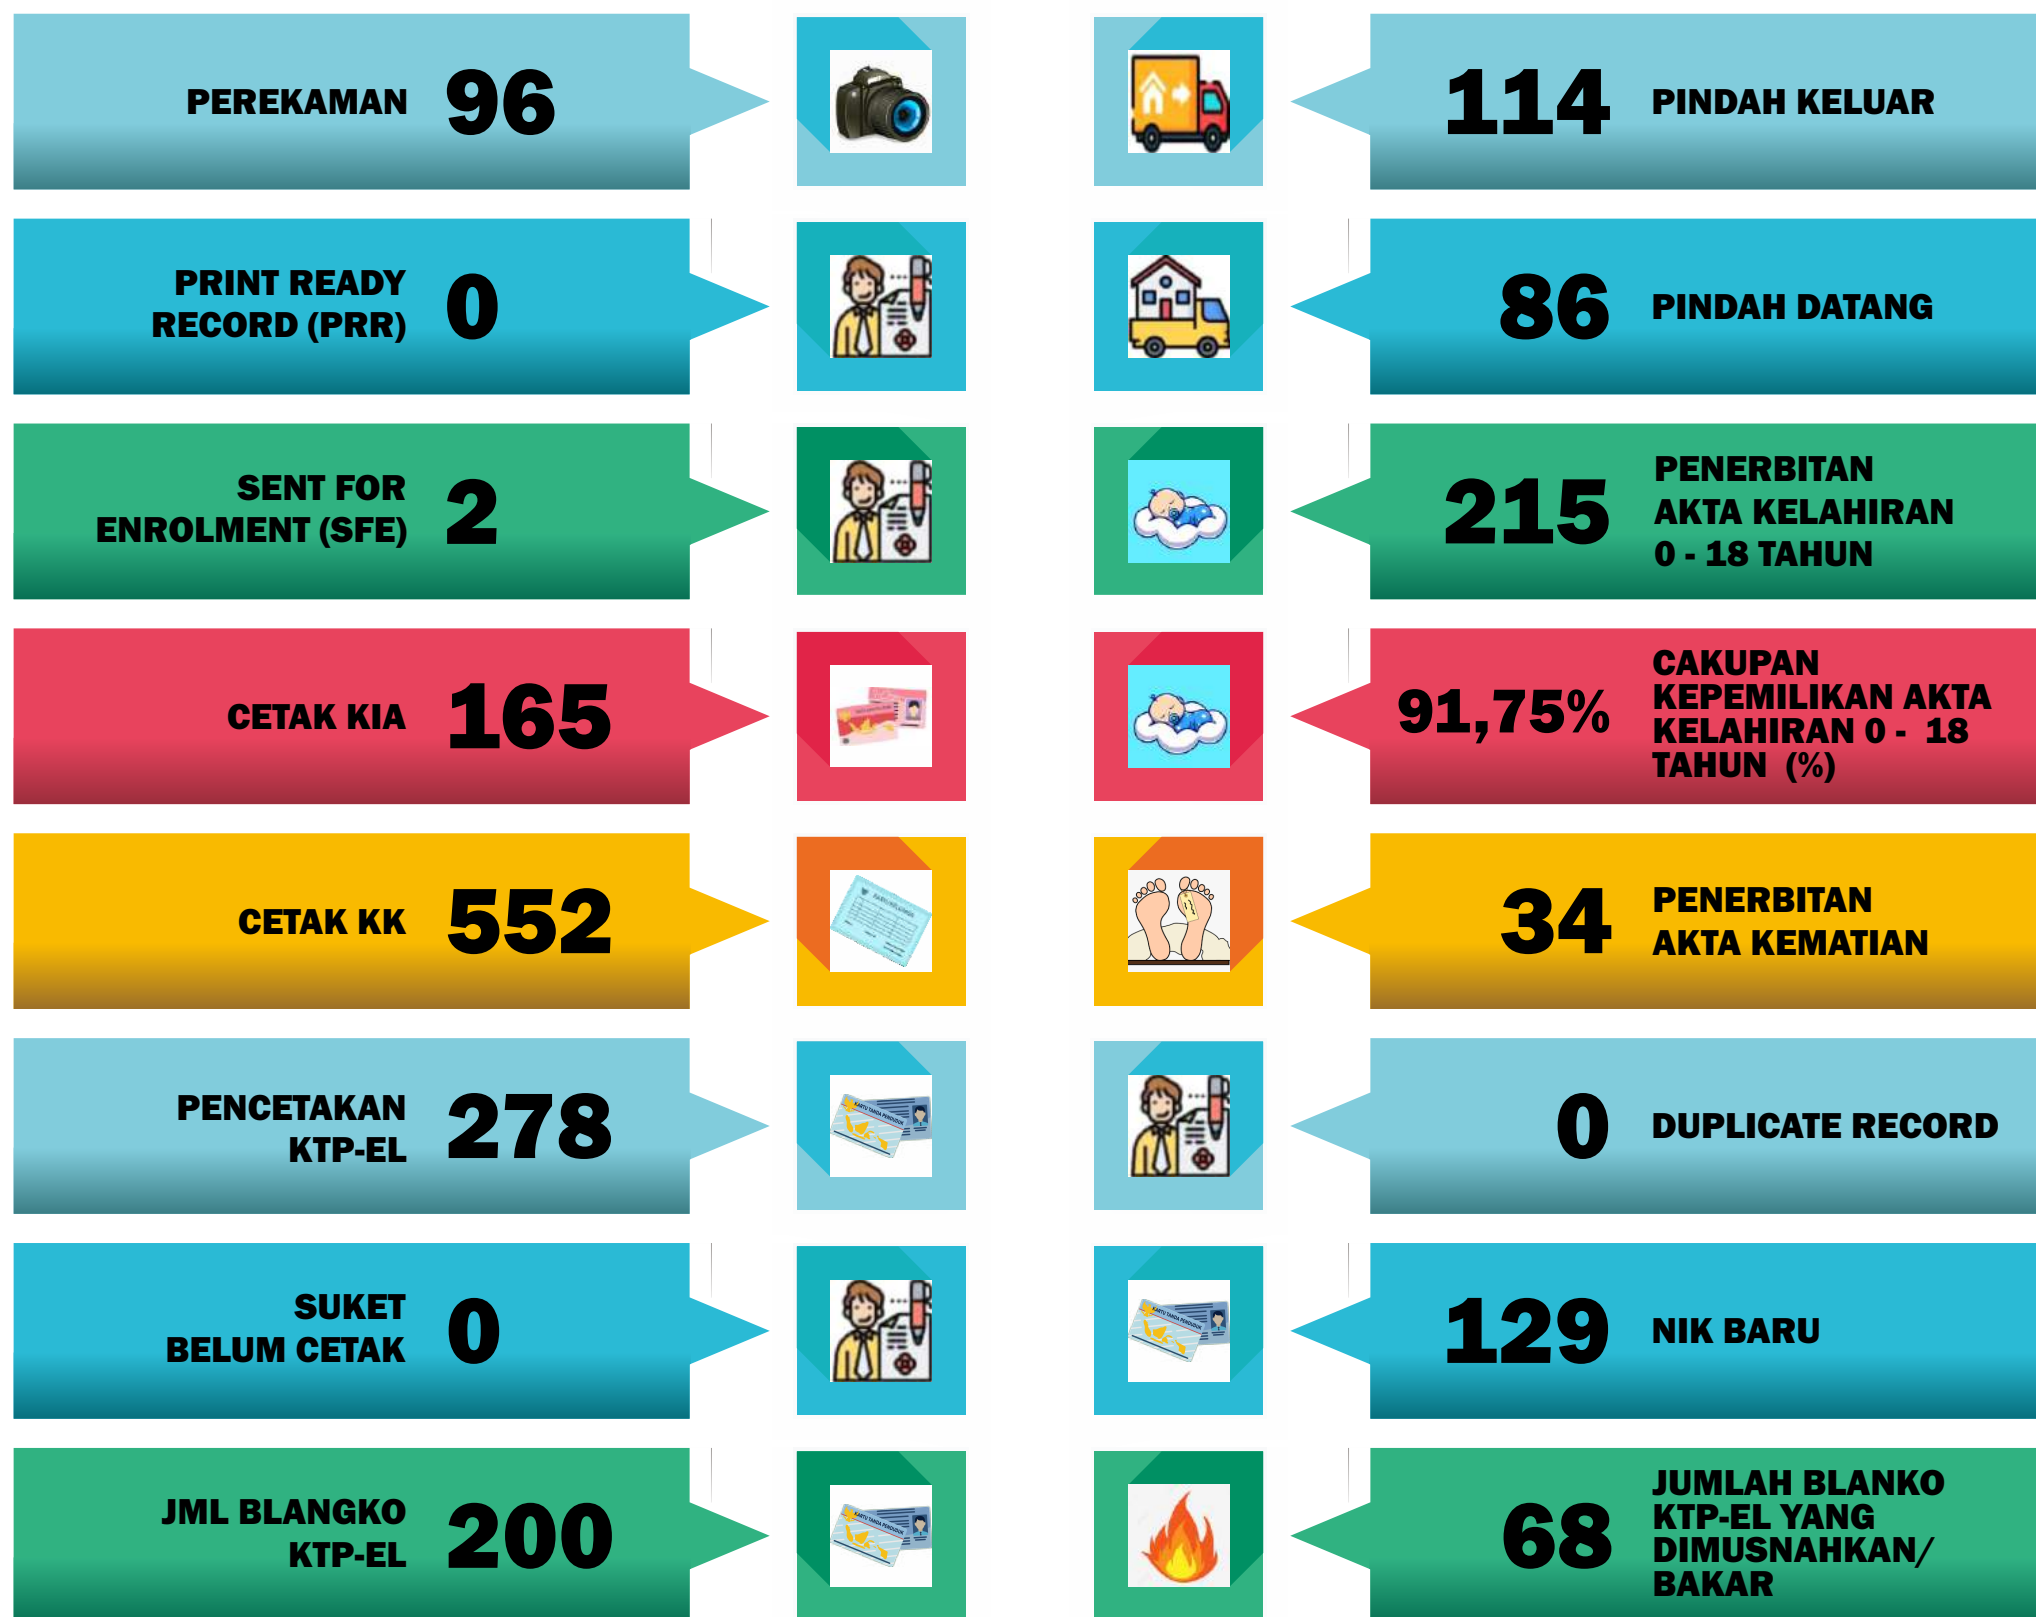 PEREKAMAN 96
114 PINDAH KELUAR
PRINT READY
RECORD (PRR) 0
86 PINDAH DATANG
SENT FOR
ENROLMENT (SFE) 2
215 PENERBITAN
AKTA KELAHIRAN
0 - 18 TAHUN
CETAK KIA 165
91,75% CAKUPAN
KEPEMILIKAN AKTA
KELAHIRAN 0 - 18
TAHUN (%)
CETAK KK 552
34 PENERBITAN
AKTA KEMATIAN
PENCETAKAN
KTP-EL 278
0 DUPLICATE RECORD
SUKET
BELUM CETAK 0
129 NIK BARU
JML BLANGKO
KTP-EL 200
68 JUMLAH BLANKO
KTP-EL YANG
DIMUSNAHKAN/
BAKAR